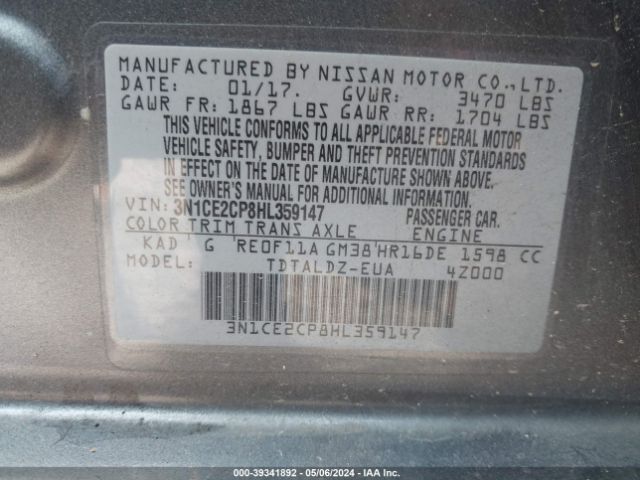 MANUFACTURED BY NISSAN MOTOR CO., LTD.
DATE: 01/17. GVWR: 3470 LBS
GAWR FR: 1867 LBS GAWR RR: 1704 LBS
THIS VEHICLE CONFORMS TO ALL APPLICABLE FEDERAL MOTOR
VEHICLE SAFETY, BUMPER AND THEFT PREVENTION STANDARDS
IN EFFECT ON THE DATE OF MANUFACTURE SHOWN ABOVE.
SEE OWNER'S MANUAL FOR ADDITIONAL INFORMATION.
VIN: 3N1CE2CP8HL359147 PASSENGER CAR.
COLOR TRIM TRANS AXLE ENGINE
KAD G RE0F11A GM38 HR16DE 1598 CC
MODEL: TDTALDZ-EUA 4Z000
3N1CE2CP8HL359147
000-39341892 - 05/06/2024 - IAA Inc.